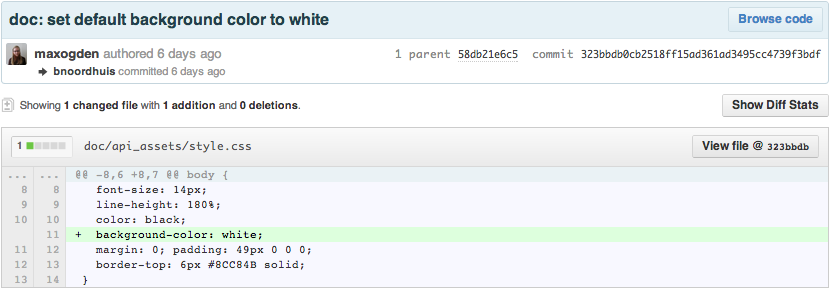 doc: set default background color to white
Browse code
maxogden authored 6 days ago
1 parent 58db21e6c5 commit 323bbdb0cb2518ff15ad361ad3495cc4739f3bdf
bnoordhuis committed 6 days ago
Showing 1 changed file with 1 addition and 0 deletions.
Show Diff Stats
1 doc/api_assets/style.css
View file @ 323bbdb
... ... @@ -8,6 +8,7 @@ body {
8 8 font-size: 14px;
9 9 line-height: 180%;
10 10 color: black;
11 + background-color: white;
11 12 margin: 0; padding: 49px 0 0 0;
12 13 border-top: 6px #8CC84B solid;
13 14 }